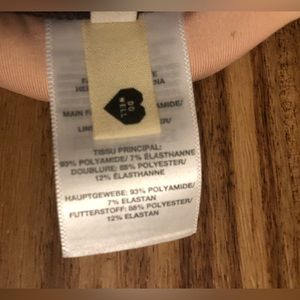 DO
WELL
MAIN
TISSU PRINCIPAL:
93% POLYAMIDE/ 7% ÉLASTHANNE
DOUBLURE: 88% POLYESTER/
12% ÉLASTHANNE
HAUPTGEWEBE: 93% POLYAMIDE/
7% ELASTAN
FUTTERSTOFF: 88% POLYESTER/
12% ELASTAN